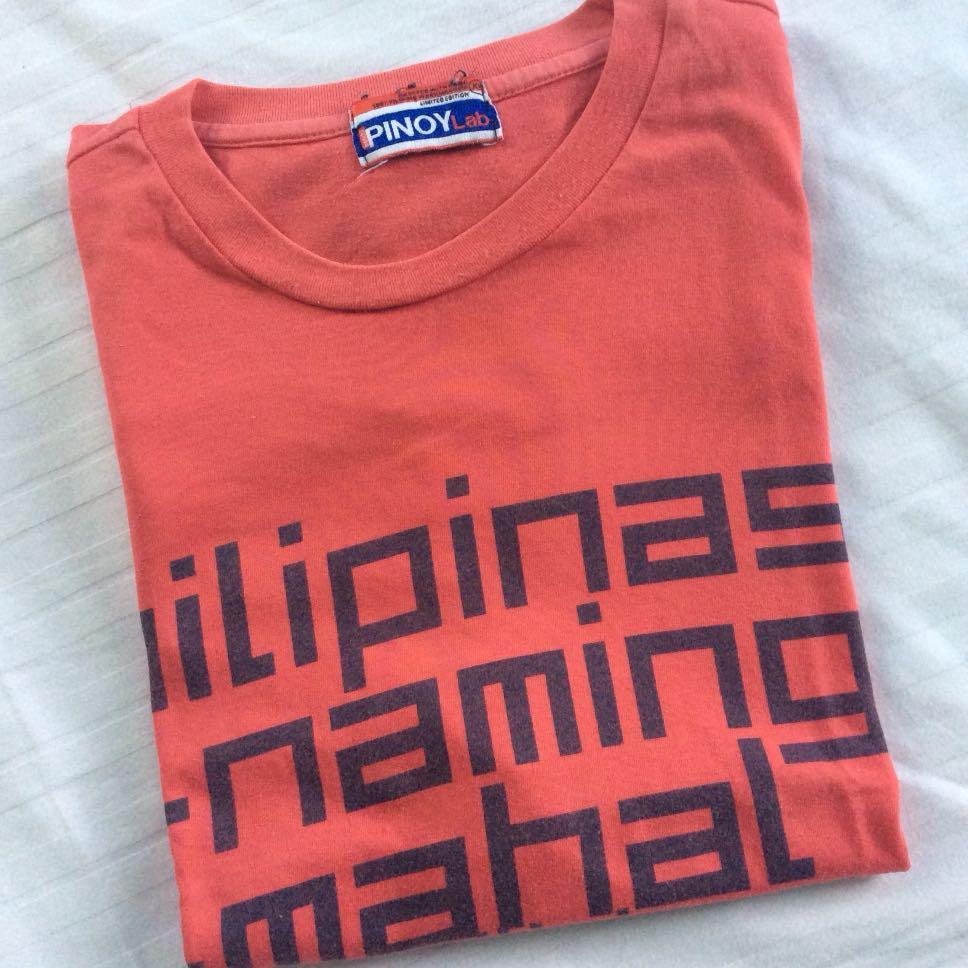 LIMITED EDITION
PINOYLab
ilipinas
naming
mahal